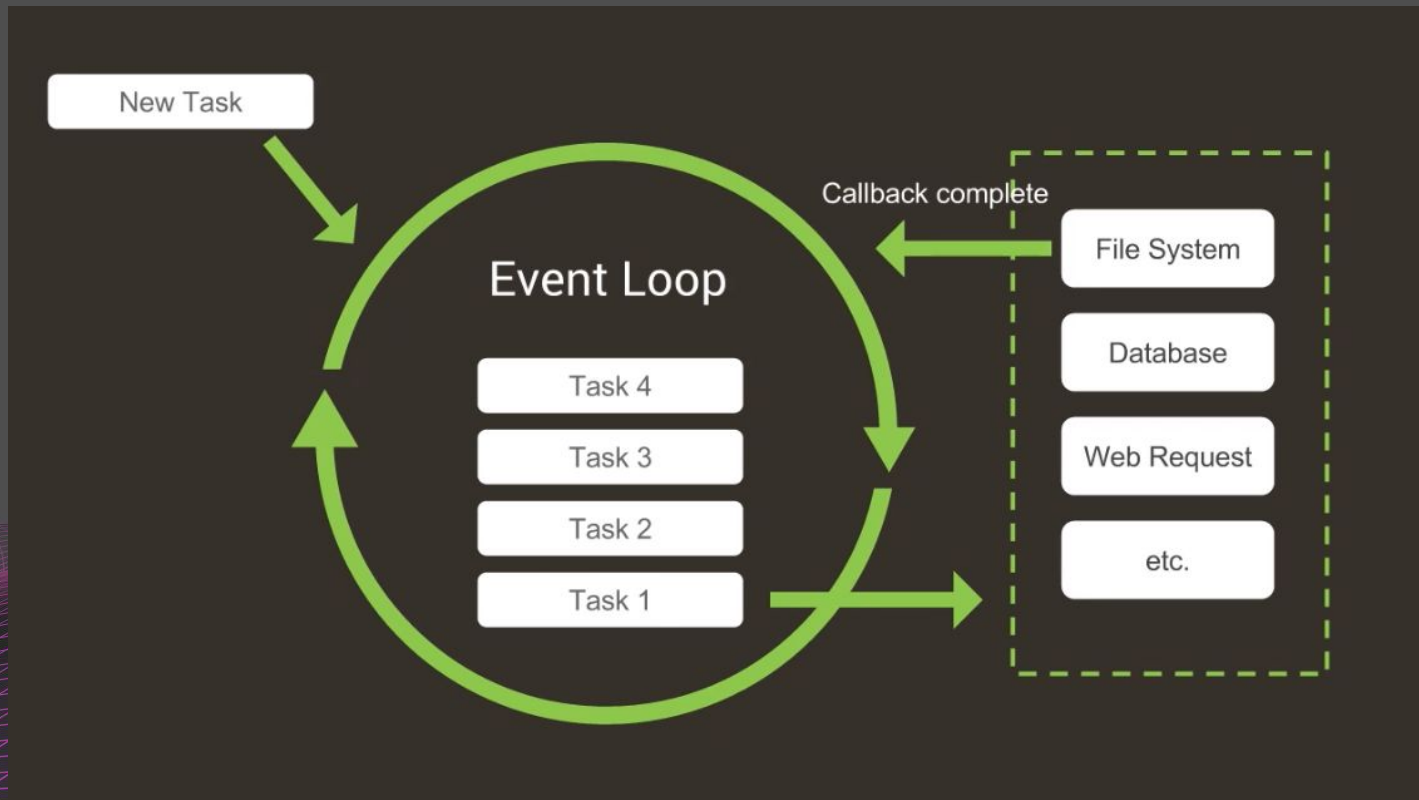 New Task
Callback complete
File System
Event Loop
Database
Task 4
Task 3
Web Request
Task 2
etc.
Task 1